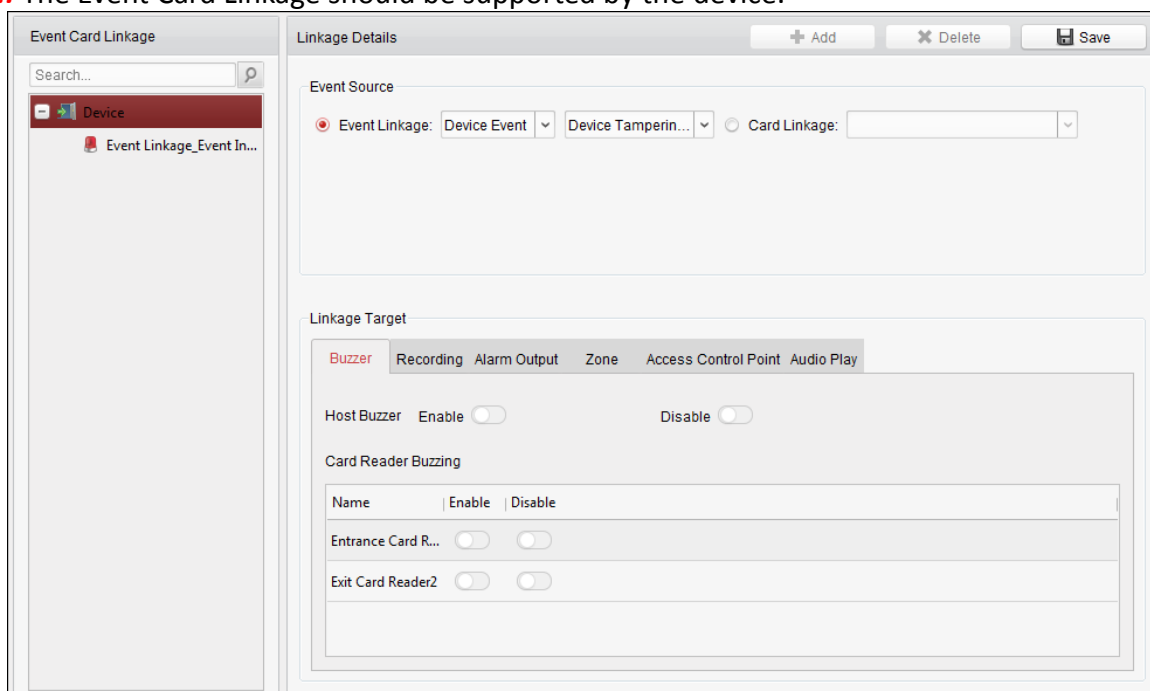 The Event Card Linkage should be supported by the device.
Event Card Linkage
Search...
Device
Event Linkage_Event In...
Linkage Details
Add
Delete
Save
Event Source
Event Linkage: Device Event Device Tamperin... Card Linkage:
Linkage Target
Buzzer Recording Alarm Output Zone Access Control Point Audio Play
Host Buzzer Enable Disable
Card Reader Buzzing
Name Enable Disable
Entrance Card R...
Exit Card Reader2